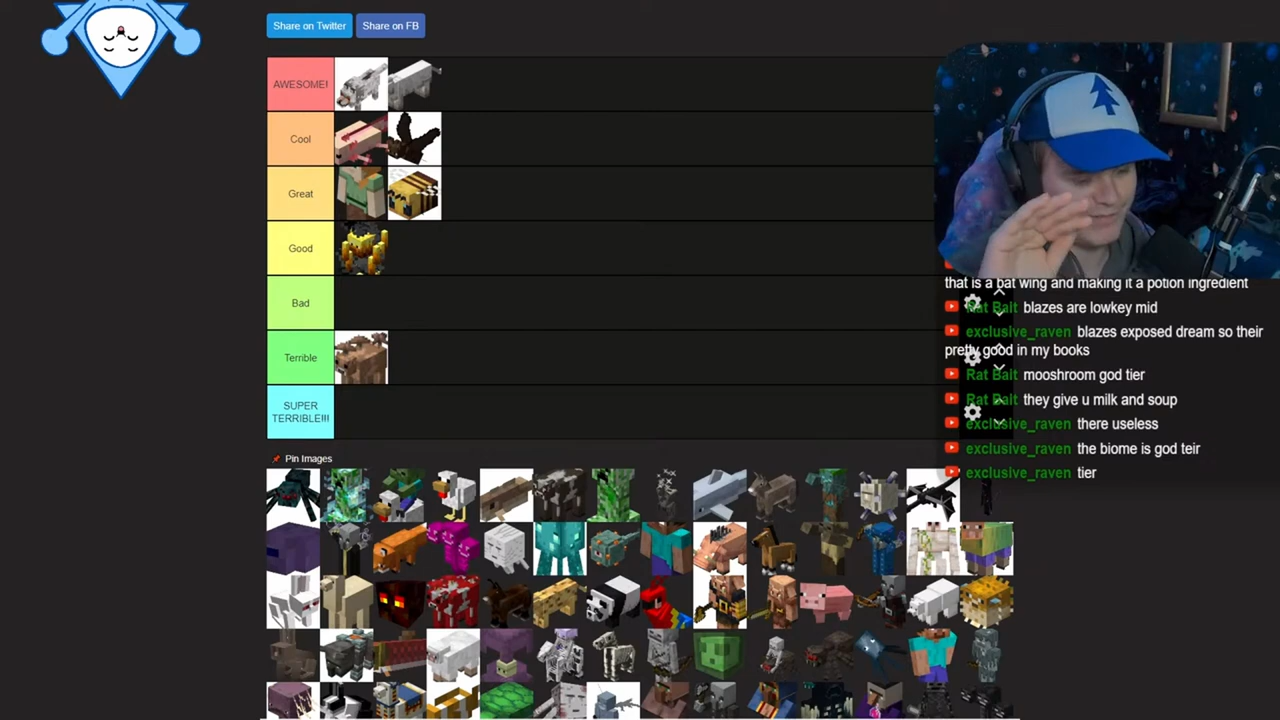 Share on Twitter Share on FB
AWESOME!
Cool
Great
Good
Bad
Terrible
SUPER
TERRIBLE!!!
Pin Images
that is a bat wing and making it a potion ingredient
Rat Bait blazes are lowkey mid
exclusive_raven blazes exposed dream so their
pretty good in my books
Rat Bait mooshroom god tier
Rat Bait they give u milk and soup
exclusive_raven there useless
exclusive_raven the biome is god teir
exclusive_raven tier